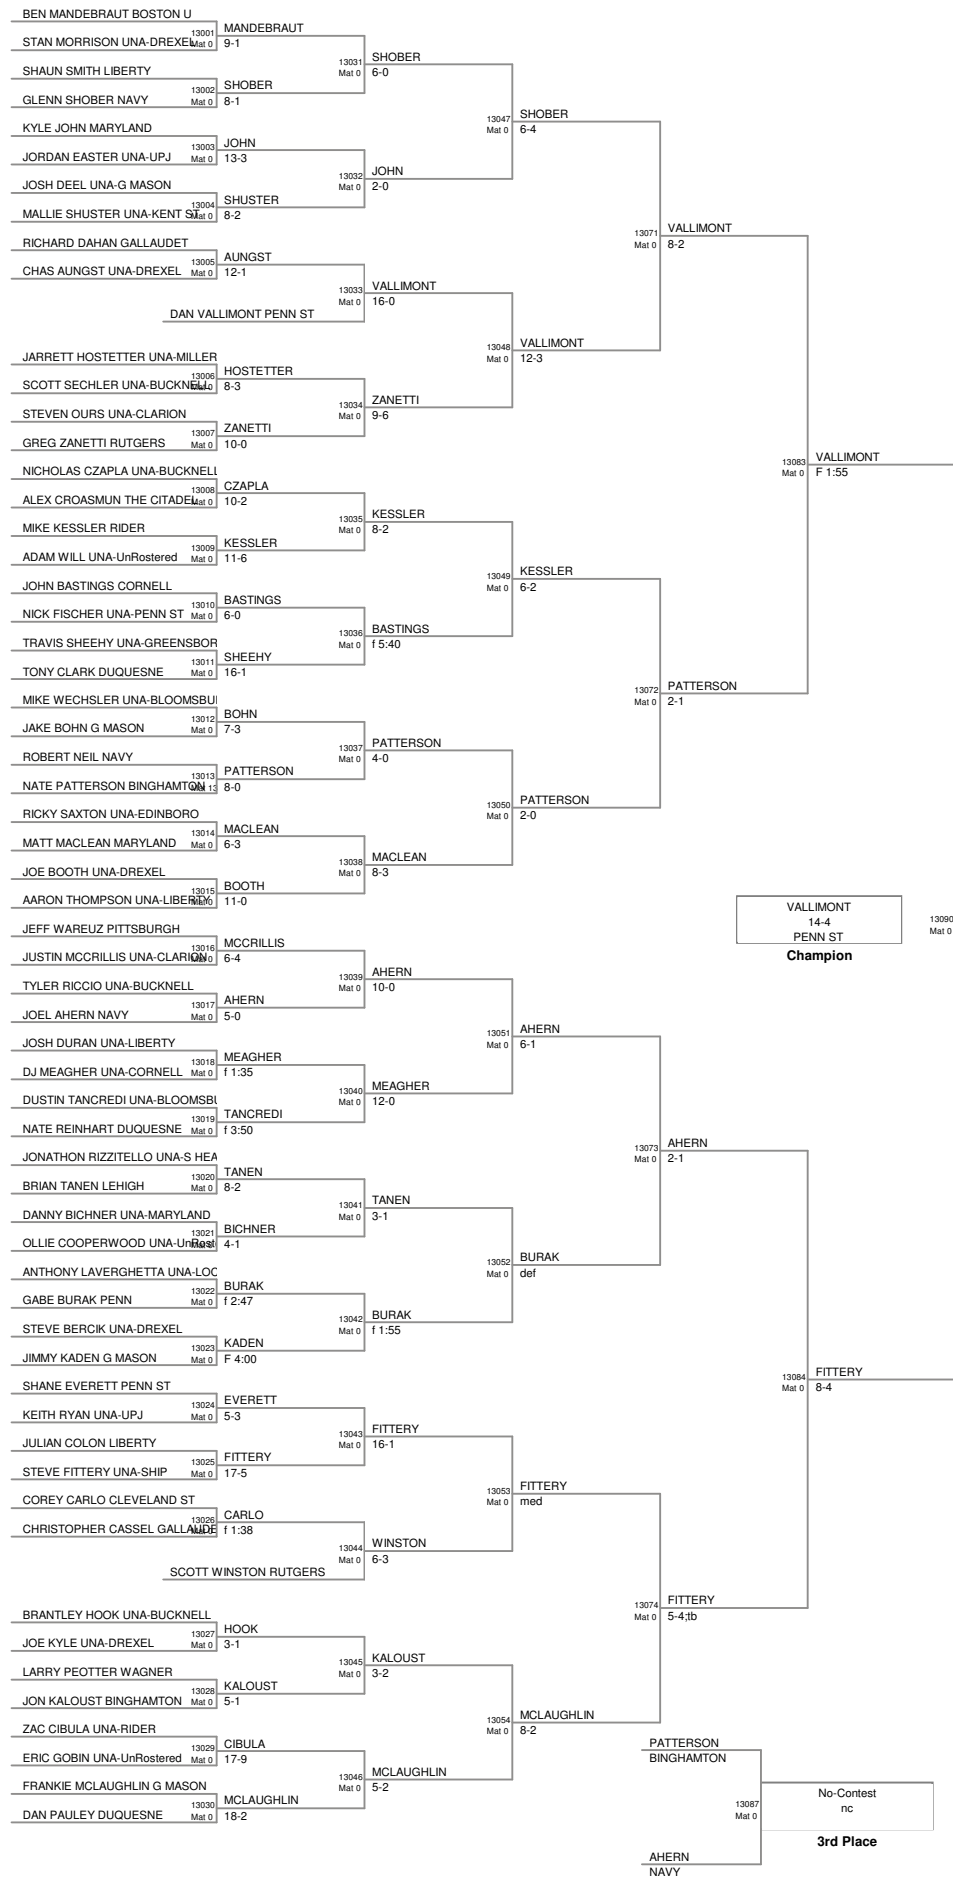 BEN MANDEBRAUT BOSTON U
13001 MANDEBRAUT
STAN MORRISON UNA-DREXEL Mat 0 9-1
13031 SHOBER
Mat 0 6-0
SHAUN SMITH LIBERTY
13002 SHOBER
GLENN SHOBER NAVY Mat 0 8-1
13047 SHOBER
Mat 0 6-4
KYLE JOHN MARYLAND
13003 JOHN
JORDAN EASTER UNA-UPJ Mat 0 13-3
13032 JOHN
Mat 0 2-0
JOSH DEEL UNA-G MASON
13004 SHUSTER
MALLIE SHUSTER UNA-KENT ST Mat 0 8-2
13071 VALLIMONT
Mat 0 8-2
RICHARD DAHAN GALLAUDET
13005 AUNGST
CHAS AUNGST UNA-DREXEL Mat 0 12-1
13033 VALLIMONT
Mat 0 16-0
DAN VALLIMONT PENN ST
13048 VALLIMONT
Mat 0 12-3
JARRETT HOSTETTER UNA-MILLER
13006 HOSTETTER
SCOTT SECHLER UNA-BUCKNELL Mat 0 8-3
13034 ZANETTI
Mat 0 9-6
STEVEN OURS UNA-CLARION
13007 ZANETTI
GREG ZANETTI RUTGERS Mat 0 10-0
13083 VALLIMONT
Mat 0 F 1:55
NICHOLAS CZAPLA UNA-BUCKNELL
13008 CZAPLA
ALEX CROASMUN THE CITADEL Mat 0 10-2
13035 KESSLER
Mat 0 8-2
MIKE KESSLER RIDER
13009 KESSLER
ADAM WILL UNA-UnRostered Mat 0 11-6
13049 KESSLER
Mat 0 6-2
JOHN BASTINGS CORNELL
13010 BASTINGS
NICK FISCHER UNA-PENN ST Mat 0 6-0
13036 BASTINGS
Mat 0 f 5:40
TRAVIS SHEEHY UNA-GREENSBOR
13011 SHEEHY
TONY CLARK DUQUESNE Mat 0 16-1
13072 PATTERSON
Mat 0 2-1
MIKE WECHSLER UNA-BLOOMSBU
13012 BOHN
JAKE BOHN G MASON Mat 0 7-3
13037 PATTERSON
Mat 0 4-0
ROBERT NEIL NAVY
13013 PATTERSON
NATE PATTERSON BINGHAMTON Mat 13 8-0
13050 PATTERSON
Mat 0 2-0
RICKY SAXTON UNA-EDINBORO
13014 MACLEAN
MATT MACLEAN MARYLAND Mat 0 6-3
13038 MACLEAN
Mat 0 8-3
JOE BOOTH UNA-DREXEL
13015 BOOTH
AARON THOMPSON UNA-LIBERTY Mat 0 11-0
VALLIMONT
14-4
PENN ST
Champion
13090
Mat 0
JEFF WAREUZ PITTSBURGH
13016 MCCRILLIS
JUSTIN MCCRILLIS UNA-CLARION Mat 0 6-4
13039 AHERN
Mat 0 10-0
TYLER RICCIO UNA-BUCKNELL
13017 AHERN
JOEL AHERN NAVY Mat 0 5-0
13051 AHERN
Mat 0 6-1
JOSH DURAN UNA-LIBERTY
13018 MEAGHER
DJ MEAGHER UNA-CORNELL Mat 0 f 1:35
13040 MEAGHER
Mat 0 12-0
DUSTIN TANCREDI UNA-BLOOMSBU
13019 TANCREDI
NATE REINHART DUQUESNE Mat 0 f 3:50
13073 AHERN
Mat 0 2-1
JONATHON RIZZITELLO UNA-S HEA
13020 TANEN
BRIAN TANEN LEHIGH Mat 0 8-2
13041 TANEN
Mat 0 3-1
DANNY BICHNER UNA-MARYLAND
13021 BICHNER
OLLIE COOPERWOOD UNA-UnRost Mat 0 4-1
13052 BURAK
Mat 0 def
ANTHONY LAVERGHETTA UNA-LOC
13022 BURAK
GABE BURAK PENN Mat 0 f 2:47
13042 BURAK
Mat 0 f 1:55
STEVE BERCIK UNA-DREXEL
13023 KADEN
JIMMY KADEN G MASON Mat 0 F 4:00
13084 FITTERY
Mat 0 8-4
SHANE EVERETT PENN ST
13024 EVERETT
KEITH RYAN UNA-UPJ Mat 0 5-3
13043 FITTERY
Mat 0 16-1
JULIAN COLON LIBERTY
13025 FITTERY
STEVE FITTERY UNA-SHIP Mat 0 17-5
13053 FITTERY
Mat 0 med
COREY CARLO CLEVELAND ST
13026 CARLO
CHRISTOPHER CASSEL GALLAUDE Mat 0 f 1:38
13044 WINSTON
Mat 0 6-3
SCOTT WINSTON RUTGERS
13074 FITTERY
Mat 0 5-4;tb
BRANTLEY HOOK UNA-BUCKNELL
13027 HOOK
JOE KYLE UNA-DREXEL Mat 0 3-1
13045 KALOUST
Mat 0 3-2
LARRY PEOTTER WAGNER
13028 KALOUST
JON KALOUST BINGHAMTON Mat 0 5-1
13054 MCLAUGHLIN
Mat 0 8-2
ZAC CIBULA UNA-RIDER
13029 CIBULA
ERIC GOBIN UNA-UnRostered Mat 0 17-9
13046 MCLAUGHLIN
Mat 0 5-2
FRANKIE MCLAUGHLIN G MASON
13030 MCLAUGHLIN
DAN PAULEY DUQUESNE Mat 0 18-2
PATTERSON
BINGHAMTON
13087 No-Contest
Mat 0 nc
3rd Place
AHERN
NAVY